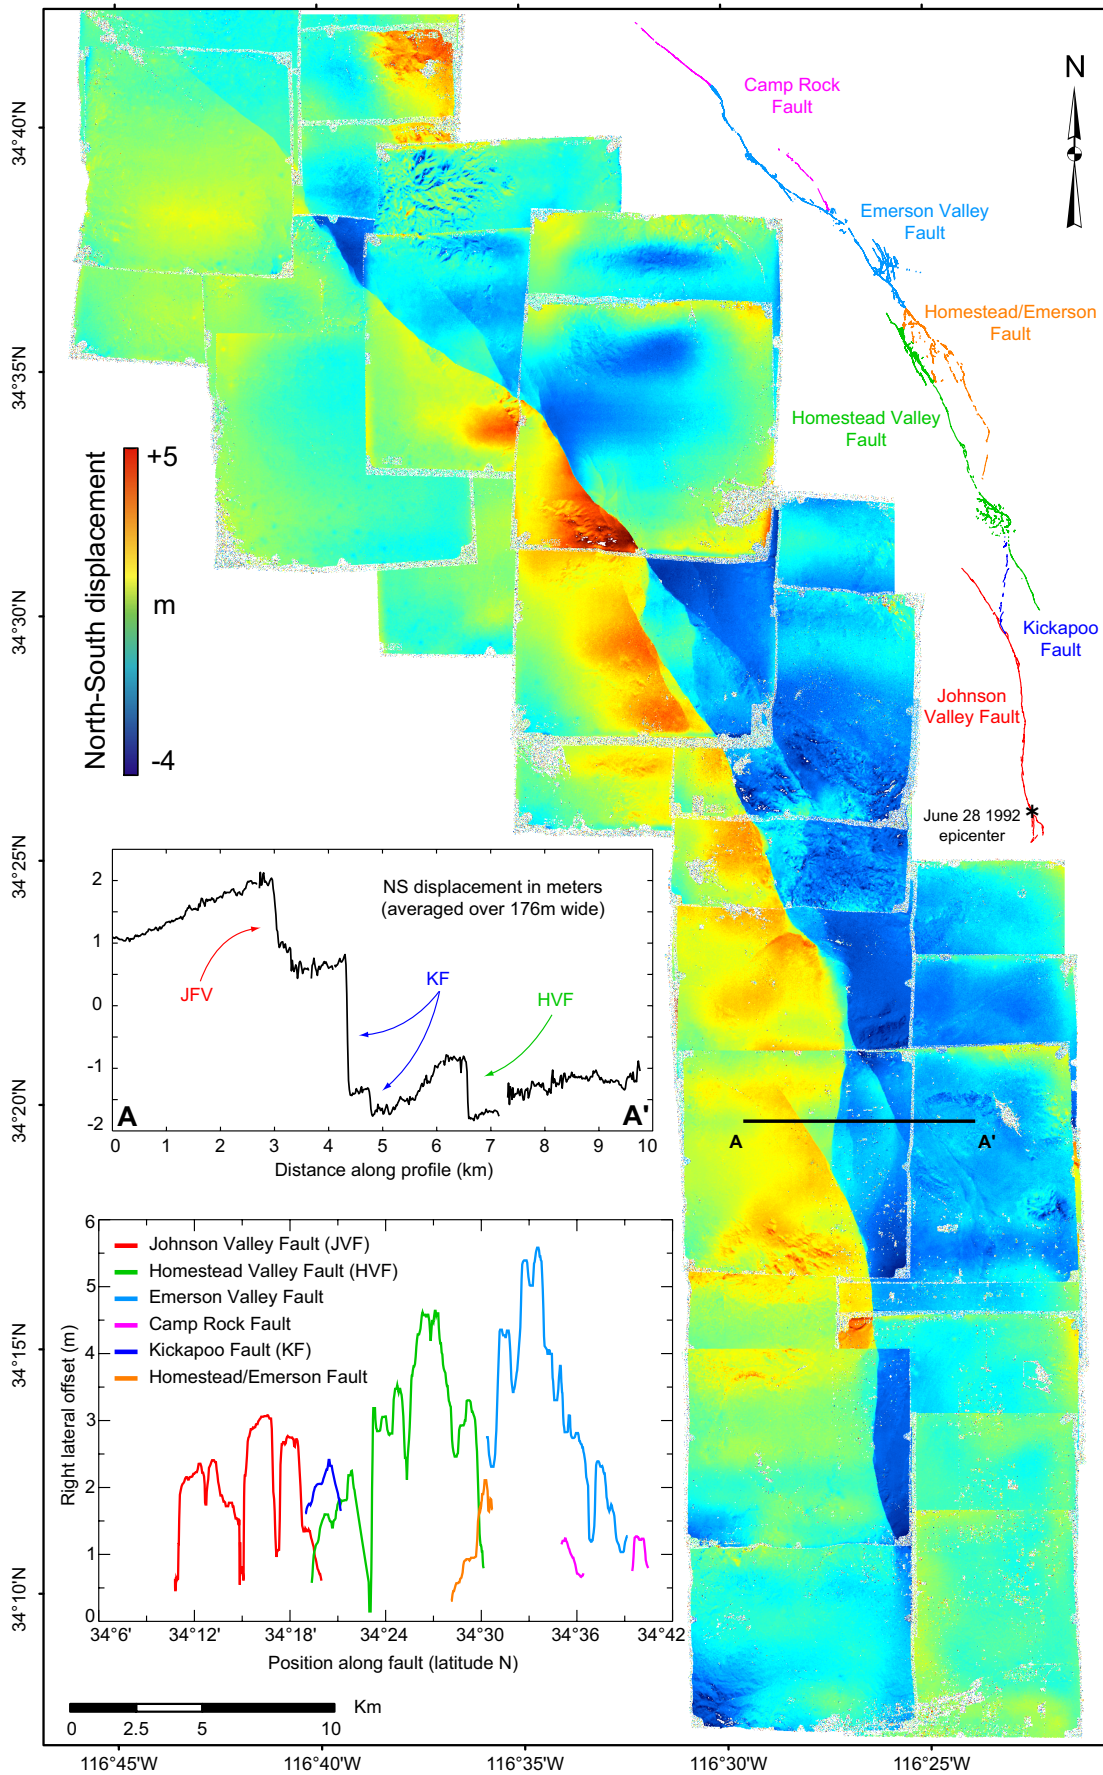 N
Camp Rock
Fault
Emerson Valley
Fault
Homestead/Emerson
Fault
Homestead Valley
Fault
Kickapoo
Fault
Johnson
Valley Fault
June 28 1992
epicenter
34°40'N
34°35'N
34°30'N
34°25'N
34°20'N
34°15'N
34°10'N
North-South displacement
+5
m
-4
NS displacement in meters
(averaged over 176m wide)
2
1
0
-1
-2
JFV
KF
HVF
A
A'
0 1 2 3 4 5 6 7 8 9 10
Distance along profile (km)
A
A'
Right lateral offset (m)
6
5
4
3
2
1
0
Johnson Valley Fault (JVF)
Homestead Valley Fault (HVF)
Emerson Valley Fault
Camp Rock Fault
Kickapoo Fault (KF)
Homestead/Emerson Fault
34°6' 34°12' 34°18' 34°24' 34°30' 34°36' 34°42'
Position along fault (latitude N)
Km
0 2.5 5 10
116°45'W 116°40'W 116°35'W 116°30'W 116°25'W